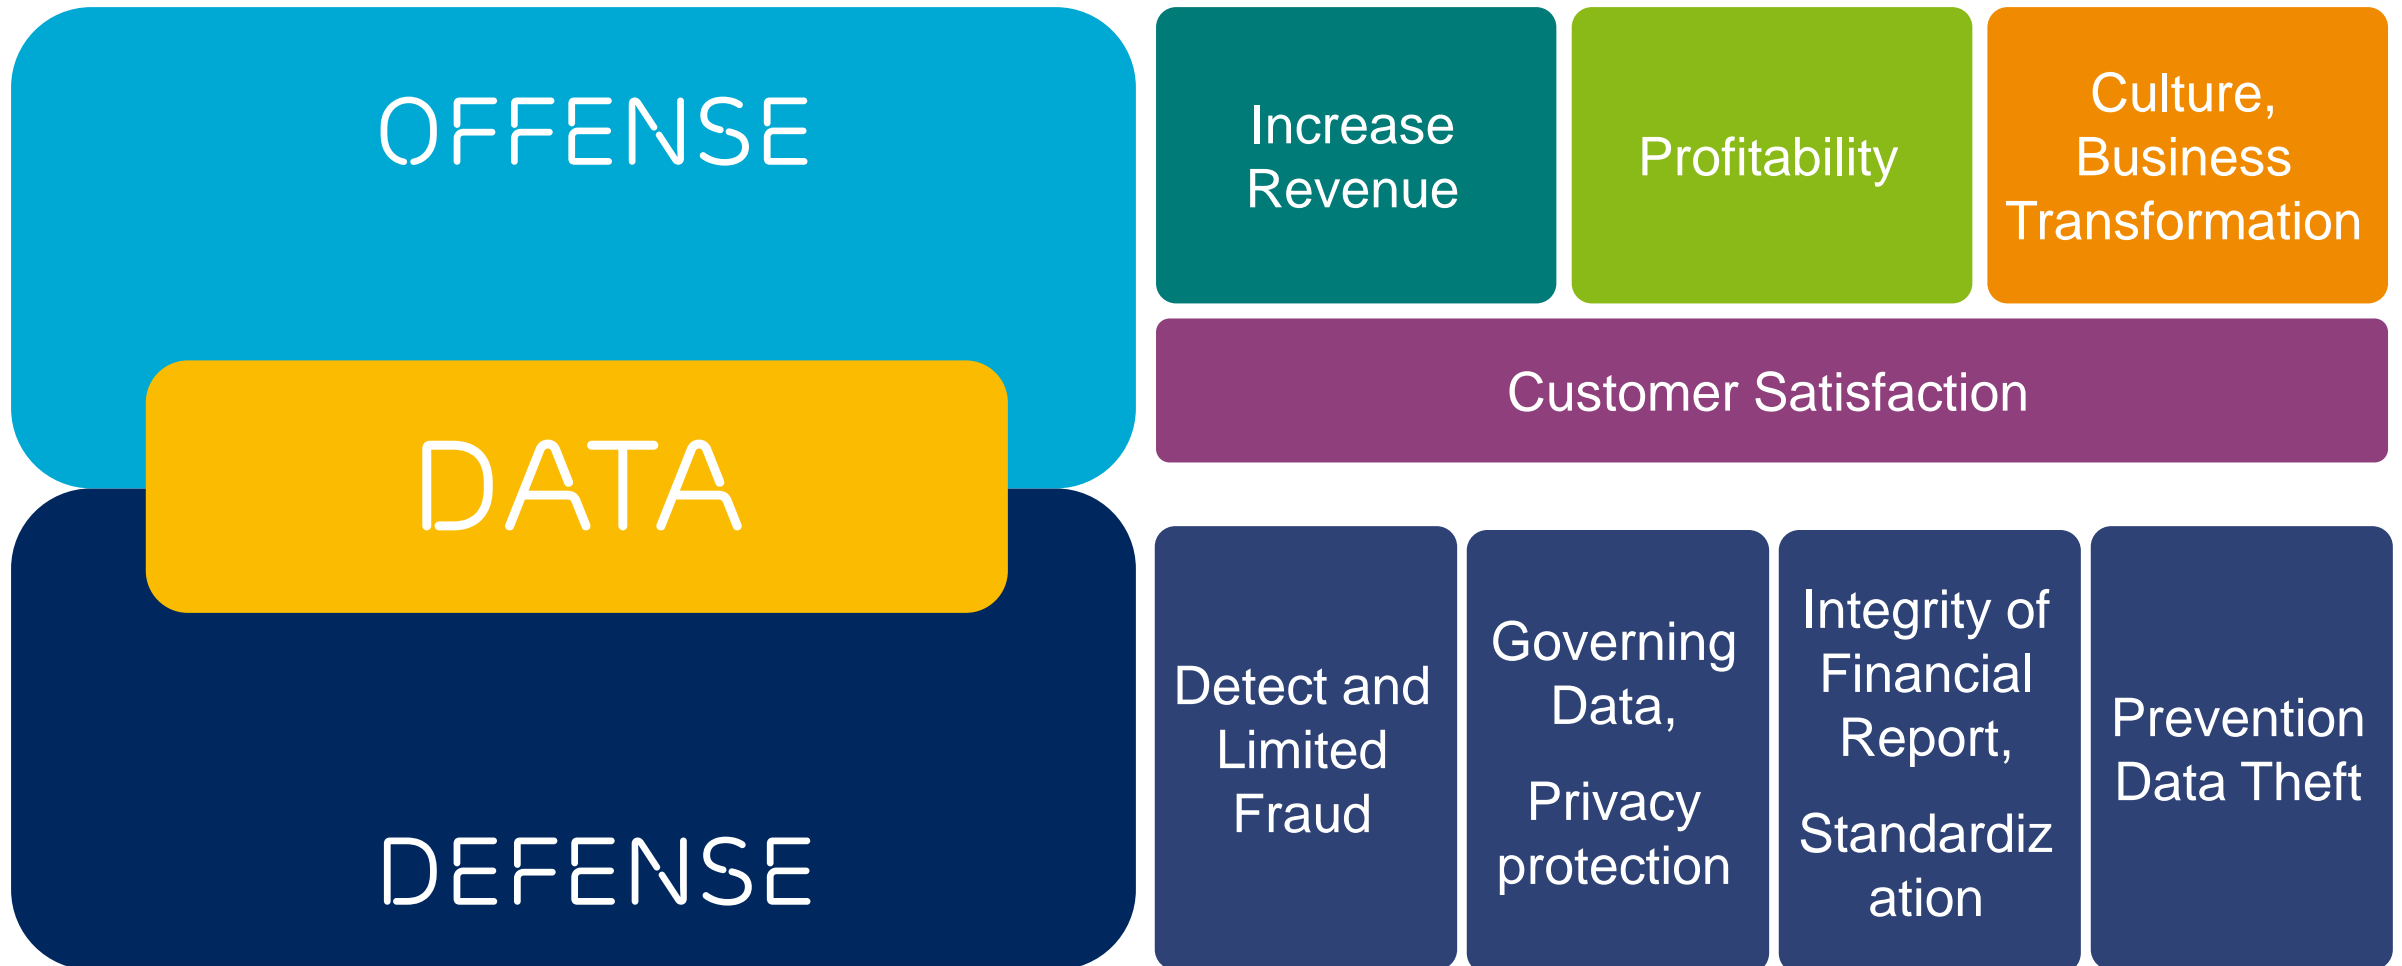 OFFENSE
DATA
DEFENSE
Increase
Revenue
Profitability
Culture,
Business
Transformation
Customer Satisfaction
Detect and
Limited
Fraud
Governing
Data,
Privacy
protection
Integrity of
Financial
Report,
Standardiz
ation
Prevention
Data Theft